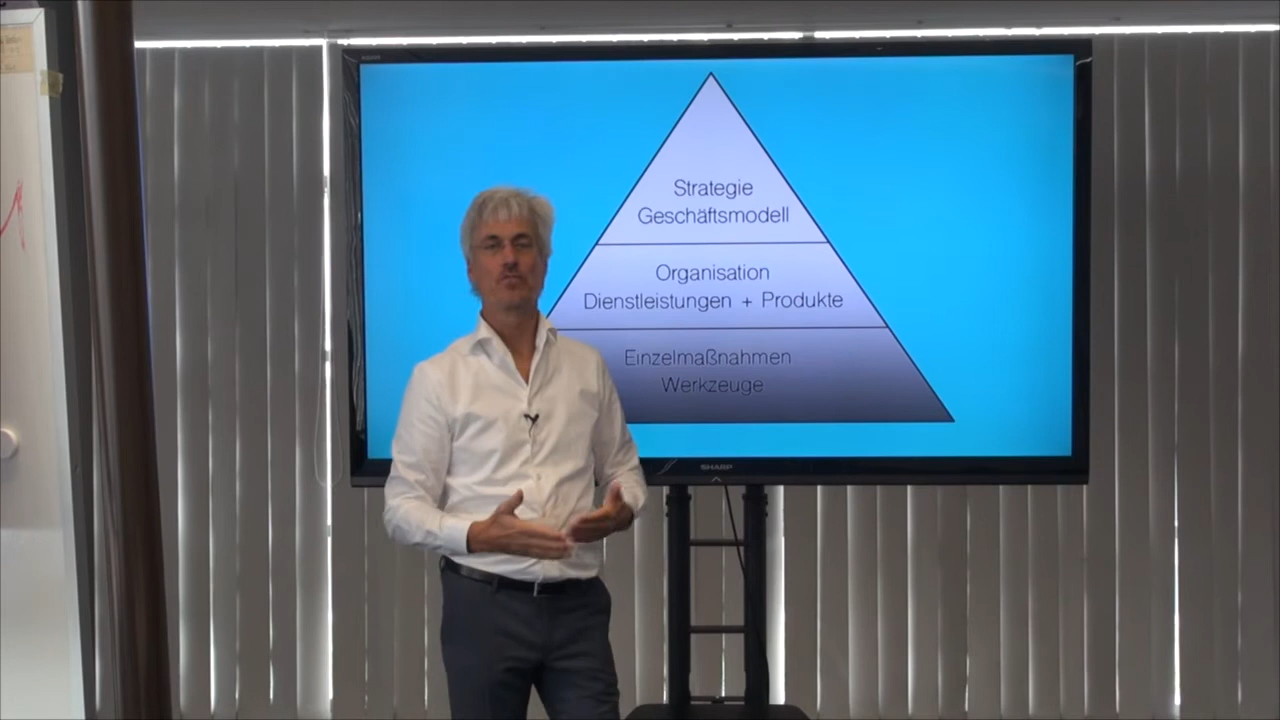 Strategie
Geschäftsmodell
Organisation
Dienstleistungen + Produkte
Einzelmaßnahmen
Werkzeuge
SHARP